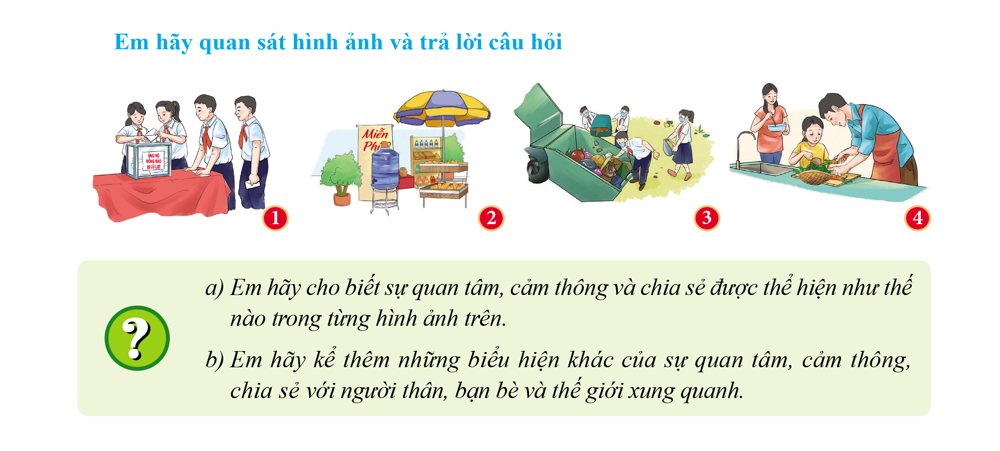 Em hãy quan sát hình ảnh và trả lời câu hỏi
ỦNG HỘ
ĐỒNG BÀO
BỊ LŨ LỤT
1
Miễn
Phí
2
3
4
?
a) Em hãy cho biết sự quan tâm, cảm thông và chia sẻ được thể hiện như thế
nào trong từng hình ảnh trên.
b) Em hãy kể thêm những biểu hiện khác của sự quan tâm, cảm thông,
chia sẻ với người thân, bạn bè và thế giới xung quanh.